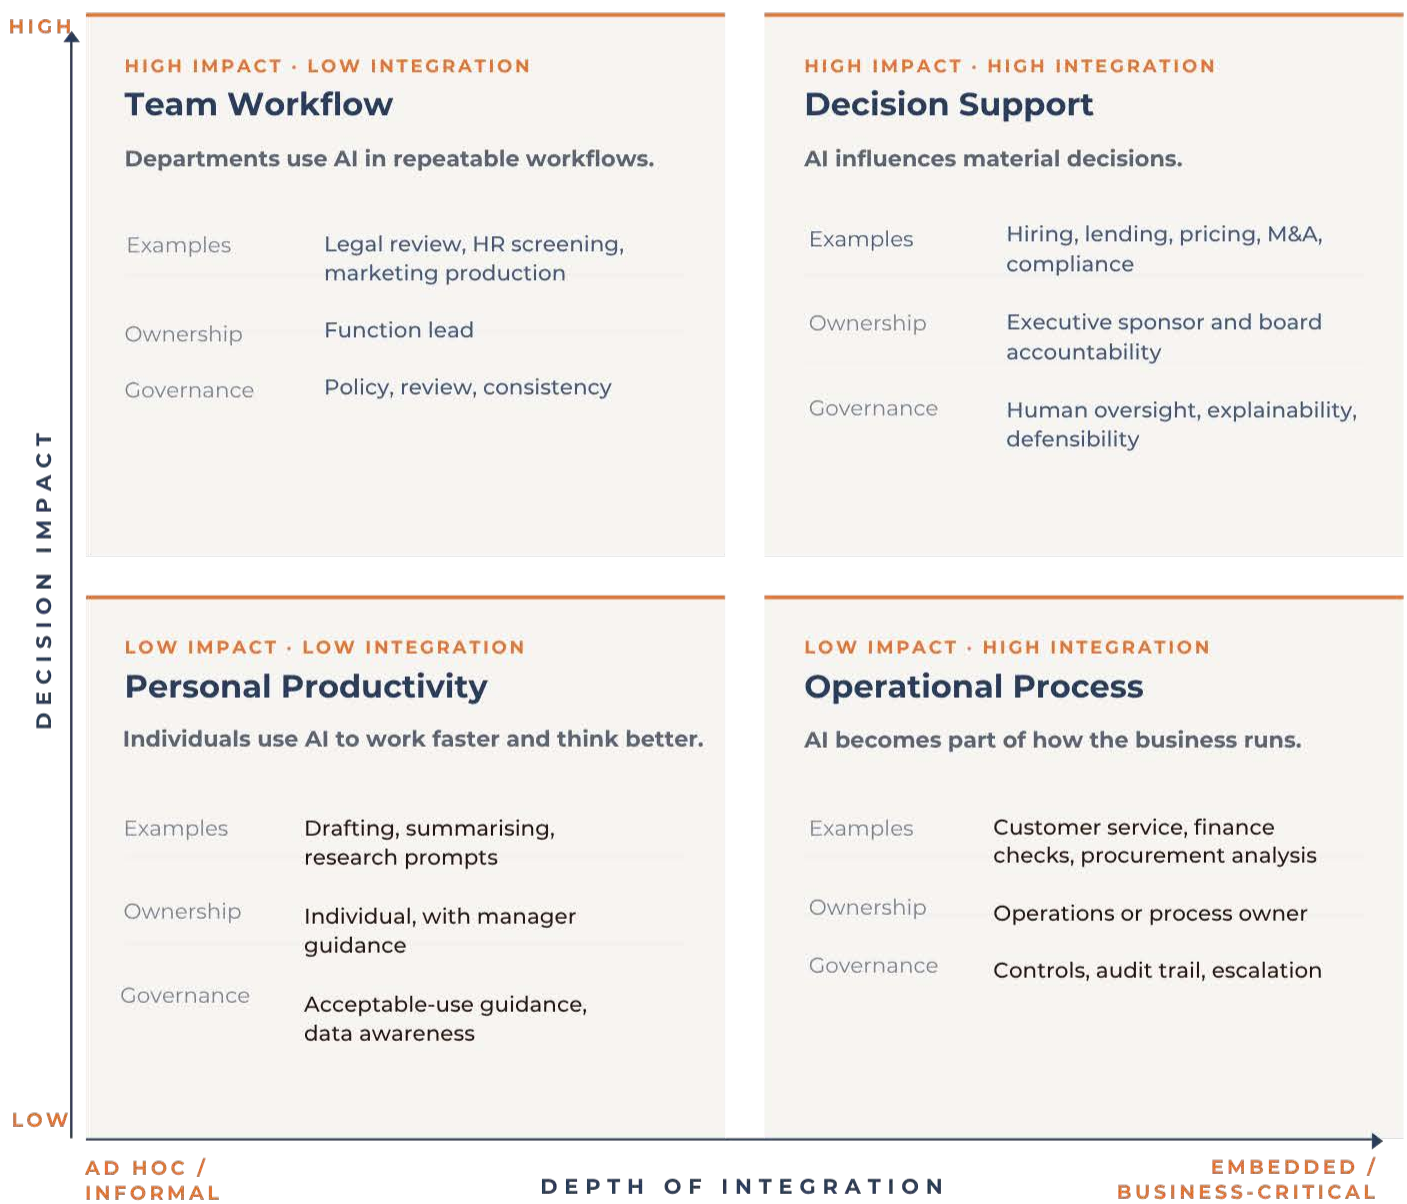 HIGH
HIGH IMPACT · LOW INTEGRATION
Team Workflow
Departments use AI in repeatable workflows.
Examples
Legal review, HR screening,
marketing production
Ownership
Function lead
Governance
Policy, review, consistency
HIGH IMPACT · HIGH INTEGRATION
Decision Support
AI influences material decisions.
Examples
Hiring, lending, pricing, M&A,
compliance
Ownership
Executive sponsor and board
accountability
Governance
Human oversight, explainability,
defensibility
DECISION IMPACT
LOW IMPACT · LOW INTEGRATION
Personal Productivity
Individuals use AI to work faster and think better.
Examples
Drafting, summarising,
research prompts
Ownership
Individual, with manager
guidance
Governance
Acceptable-use guidance,
data awareness
LOW IMPACT · HIGH INTEGRATION
Operational Process
AI becomes part of how the business runs.
Examples
Customer service, finance
checks, procurement analysis
Ownership
Operations or process owner
Governance
Controls, audit trail, escalation
LOW
AD HOC /
INFORMAL
DEPTH OF INTEGRATION
EMBEDDED /
BUSINESS-CRITICAL